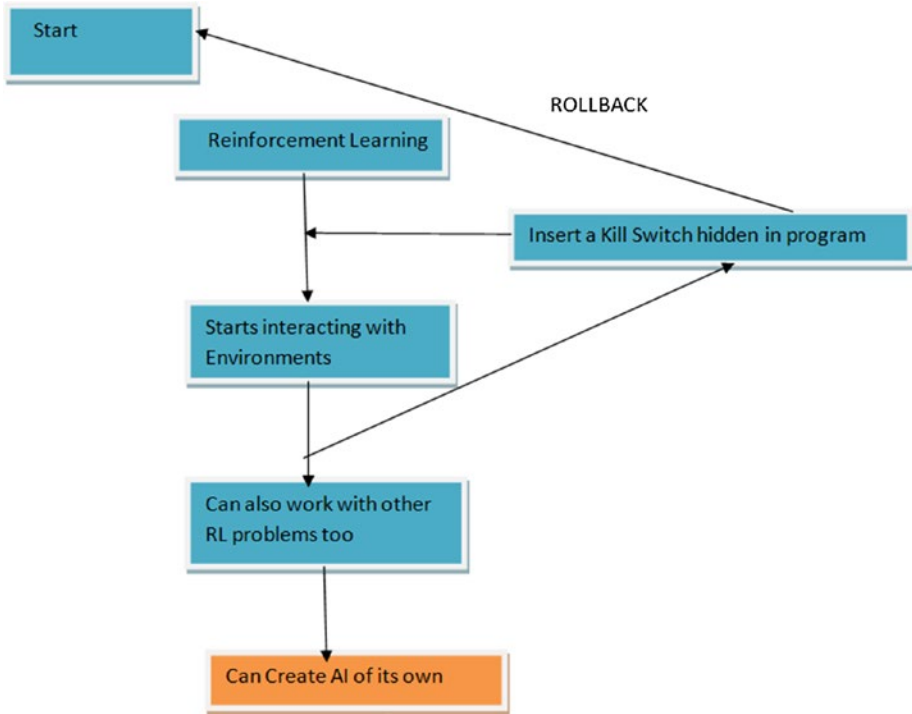 Start
ROLLBACK
Reinforcement Learning
Insert a Kill Switch hidden in program
Starts interacting with
Environments
Can also work with other
RL problems too
Can Create AI of its own